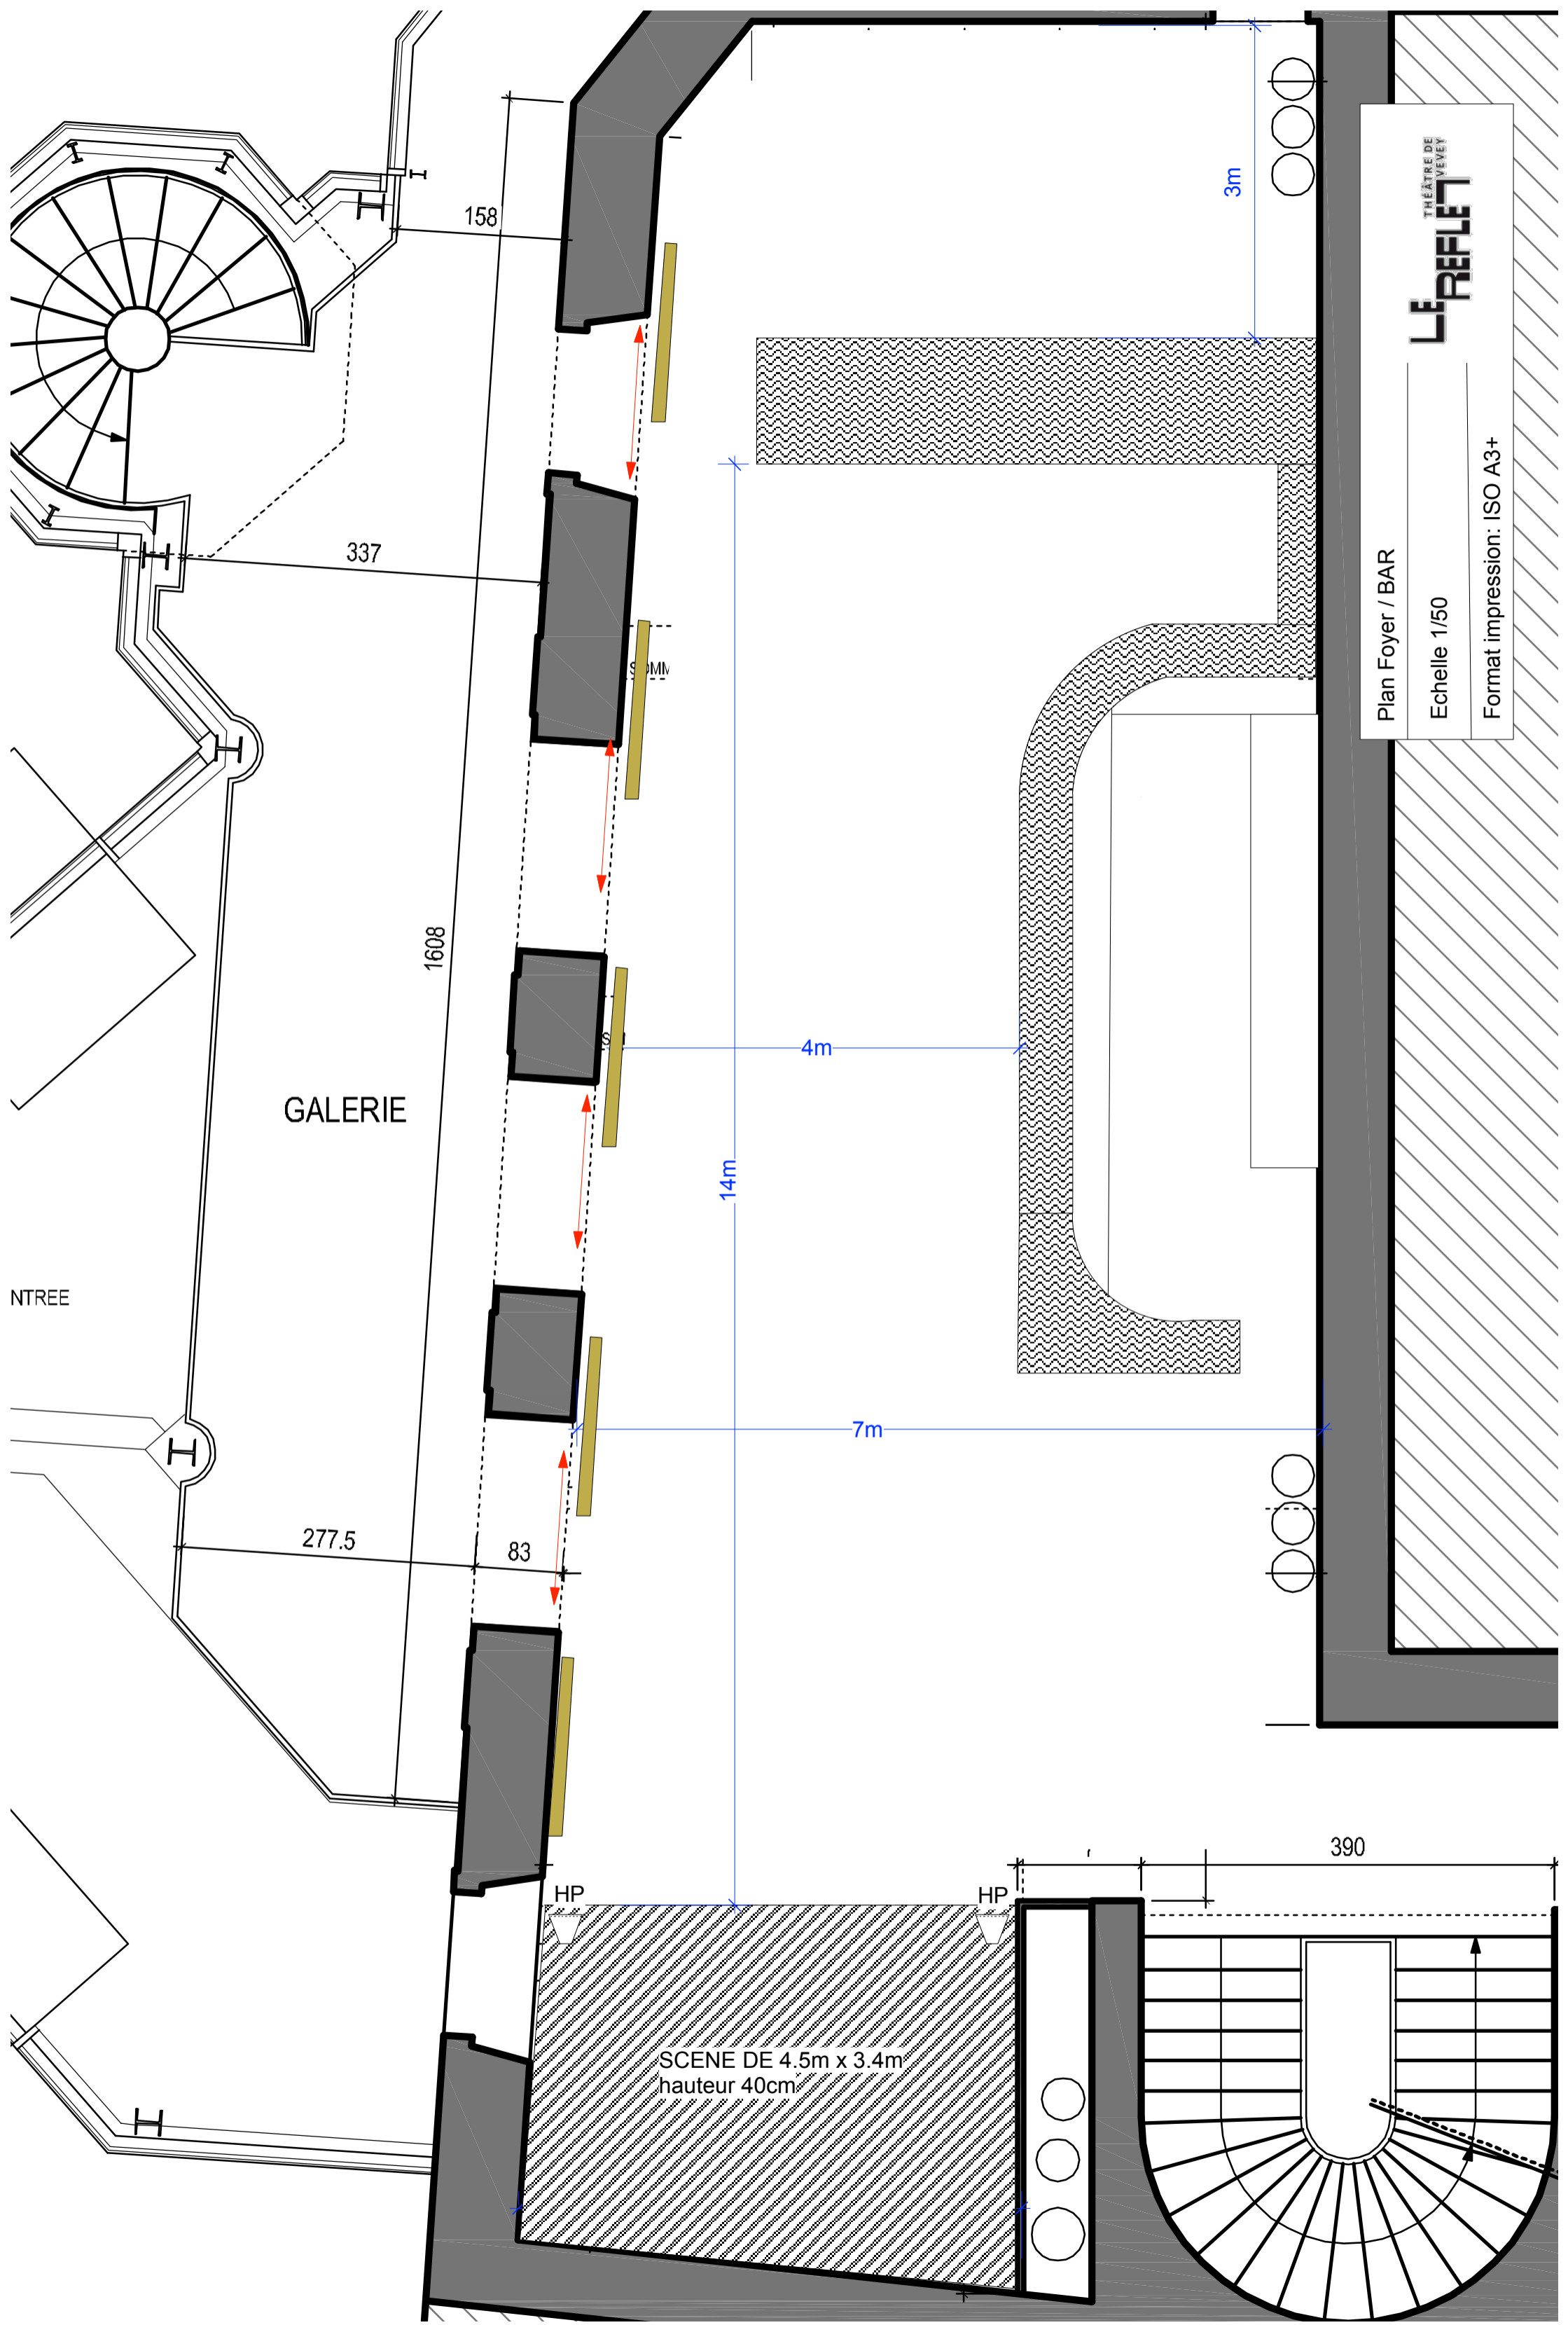 158
3m
THÉÂTRE DE
VEVEY
LE
REFLET
337
Plan Foyer / BAR
Echelle 1/50
Format impression: ISO A3+
1608
4m
GALERIE
14m
NTREE
7m
277.5
83
390
HP
HP
SCENE DE 4.5m x 3.4m
hauteur 40cm